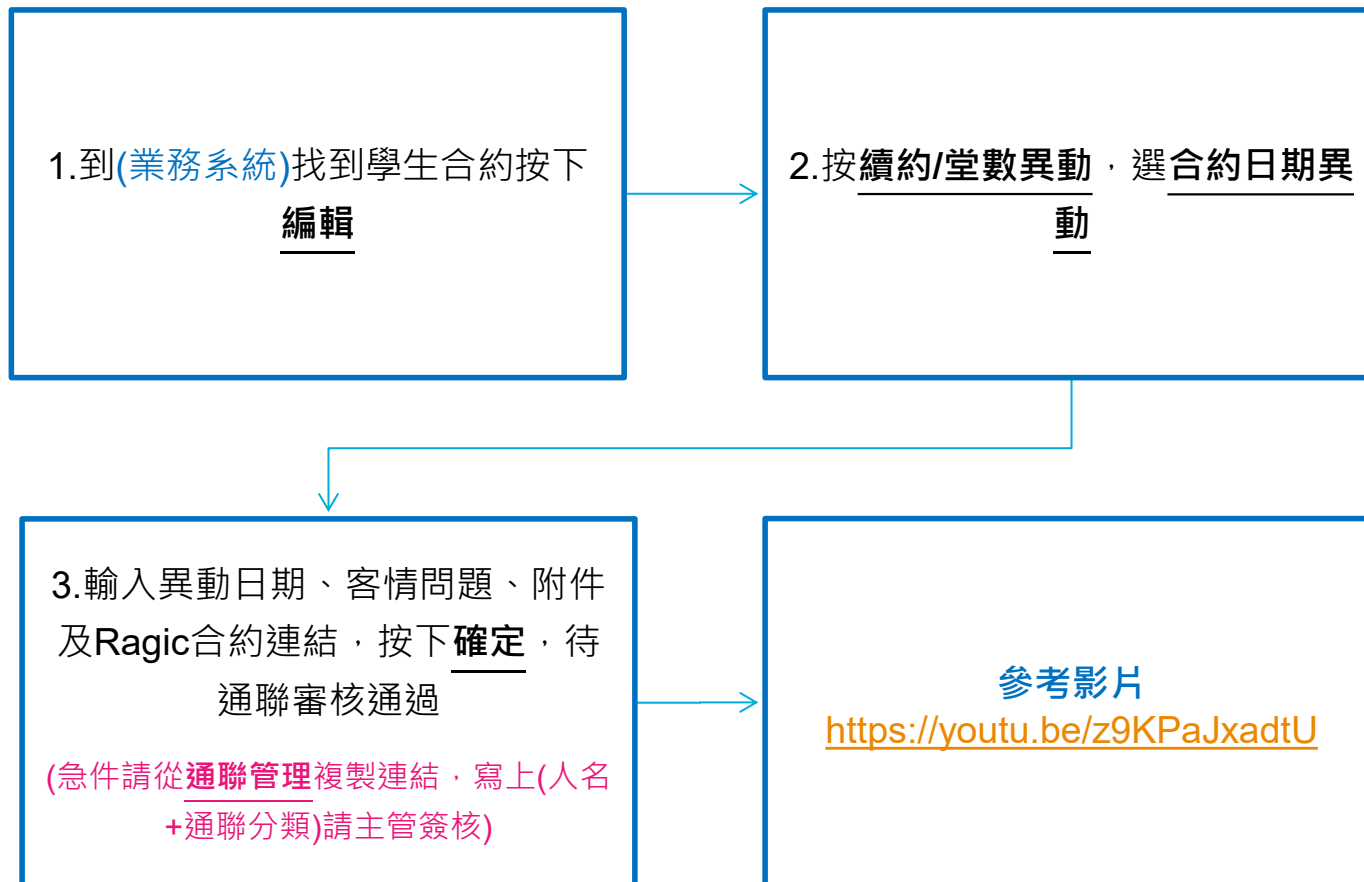 1.到(業務系統)找到學生合約按下
編輯
2.按續約/堂數異動，選合約日期異
動
3.輸入異動日期、客情問題、附件
及Ragic合約連結，按下確定，待
通聯審核通過
(急件請從通聯管理複製連結，寫上(人名
+通聯分類)請主管簽核)
參考影片
https://youtu.be/z9KPaJxadtU